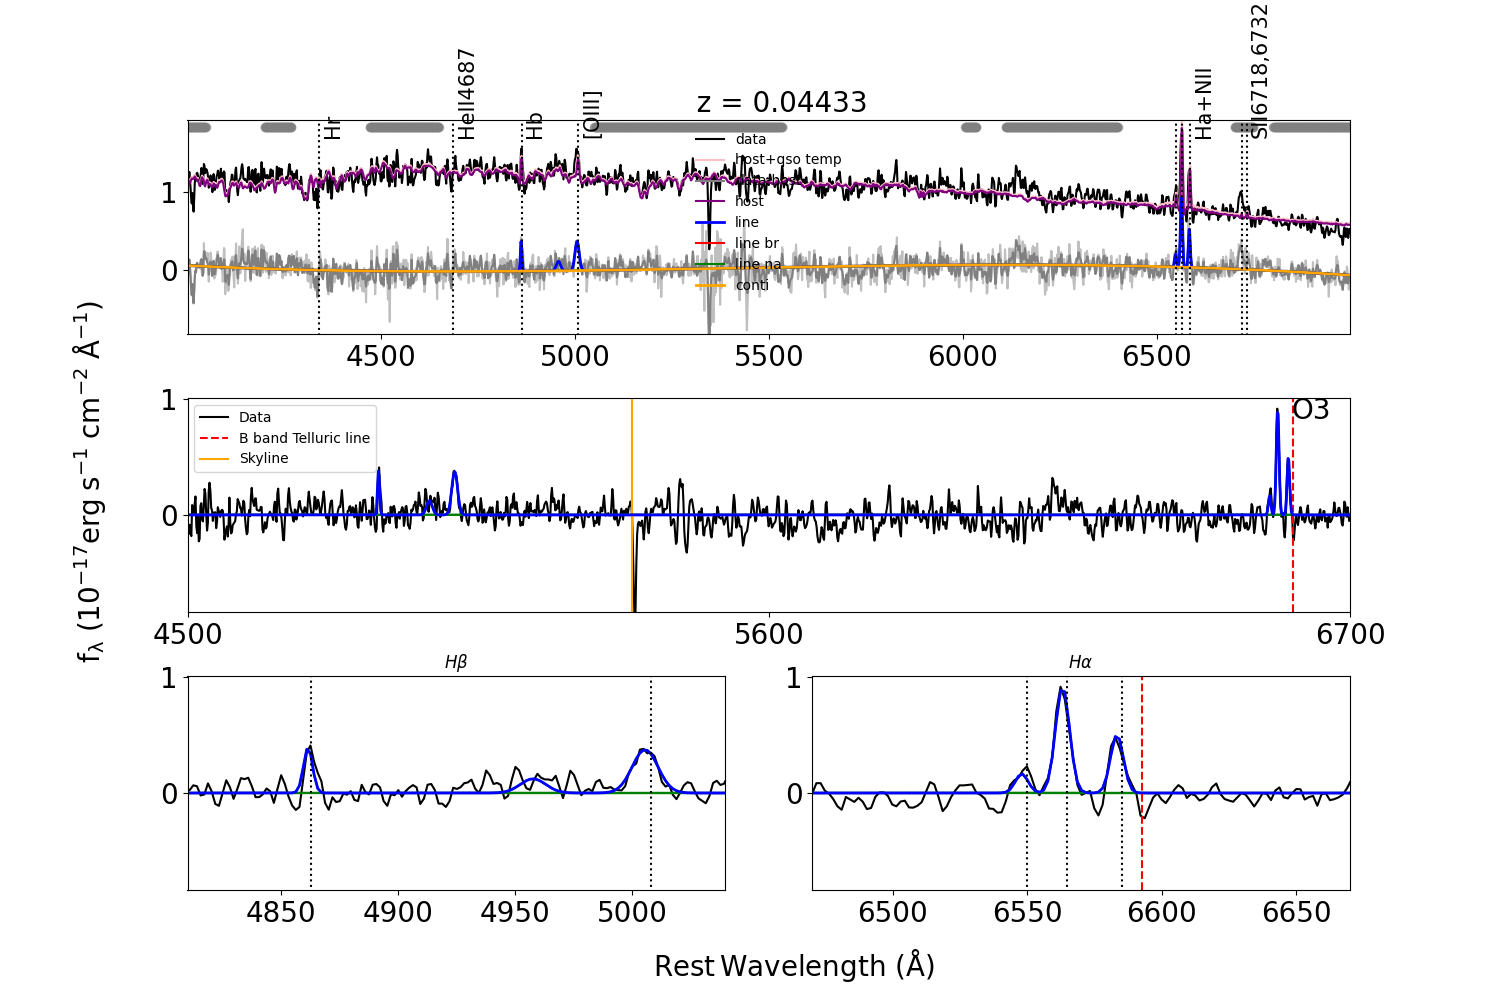 Hr
HeII4687
Hb
[OIII]
Ha+NII
SII6718,6732
z = 0.04433
data
host+qso temp
host
line
line br
line na
conti
1
0
4500
5000
5500
6000
6500
Data
B band Telluric line
Skyline
O3
1
0
4500
5600
6700
fλ (10⁻¹⁷erg s⁻¹ cm⁻² Å⁻¹)
Hβ
1
0
4850
4900
4950
5000
Hα
1
0
6500
6550
6600
6650
Rest Wavelength (Å)